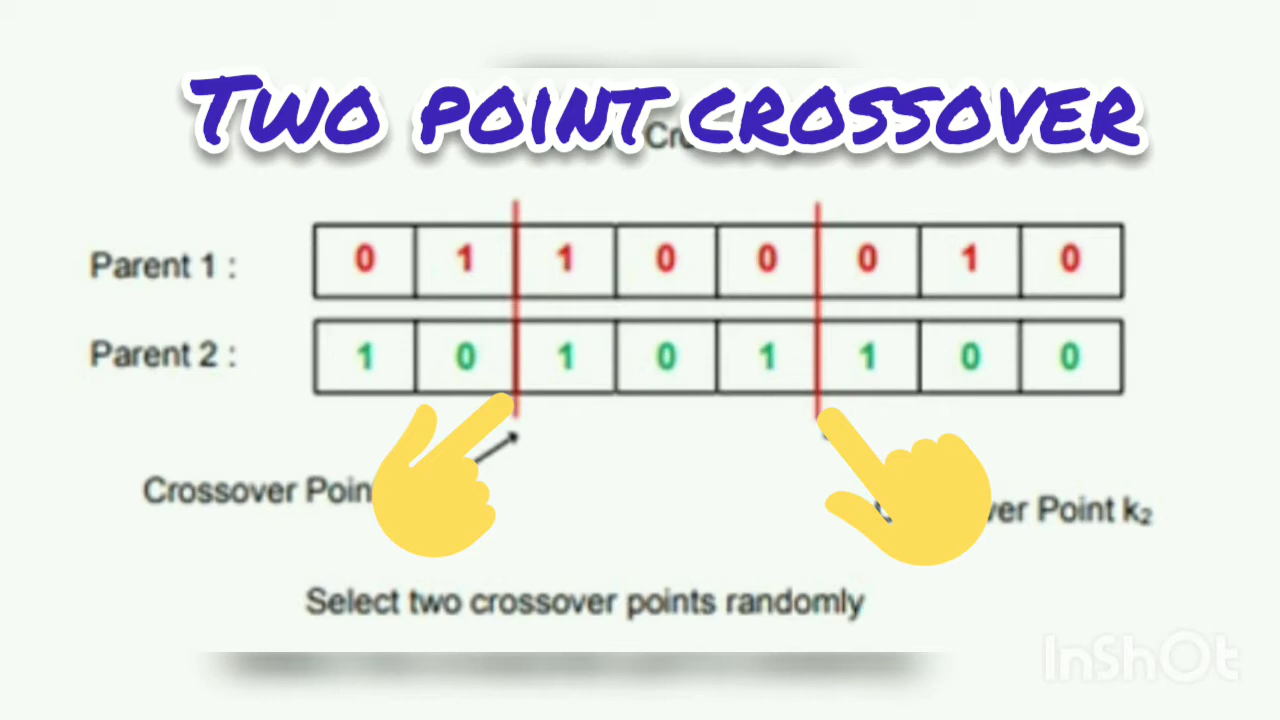 TWO POINT CROSSOVER
Parent 1 : 0 1 1 0 0 0 1 0
Parent 2 : 1 0 1 0 1 1 0 0
Crossover Poin
ver Point k₂
Select two crossover points randomly
InShOt